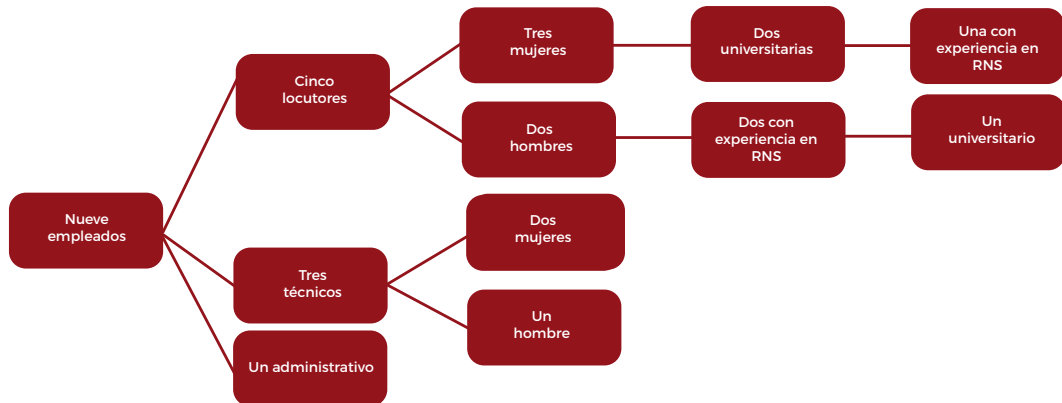 Tres
mujeres
Dos
universitarias
Una con
experiencia en
RNS
Cinco
locutores
Dos
hombres
Dos con
experiencia en
RNS
Un
universitario
Nueve
empleados
Dos
mujeres
Tres
técnicos
Un
hombre
Un administrativo